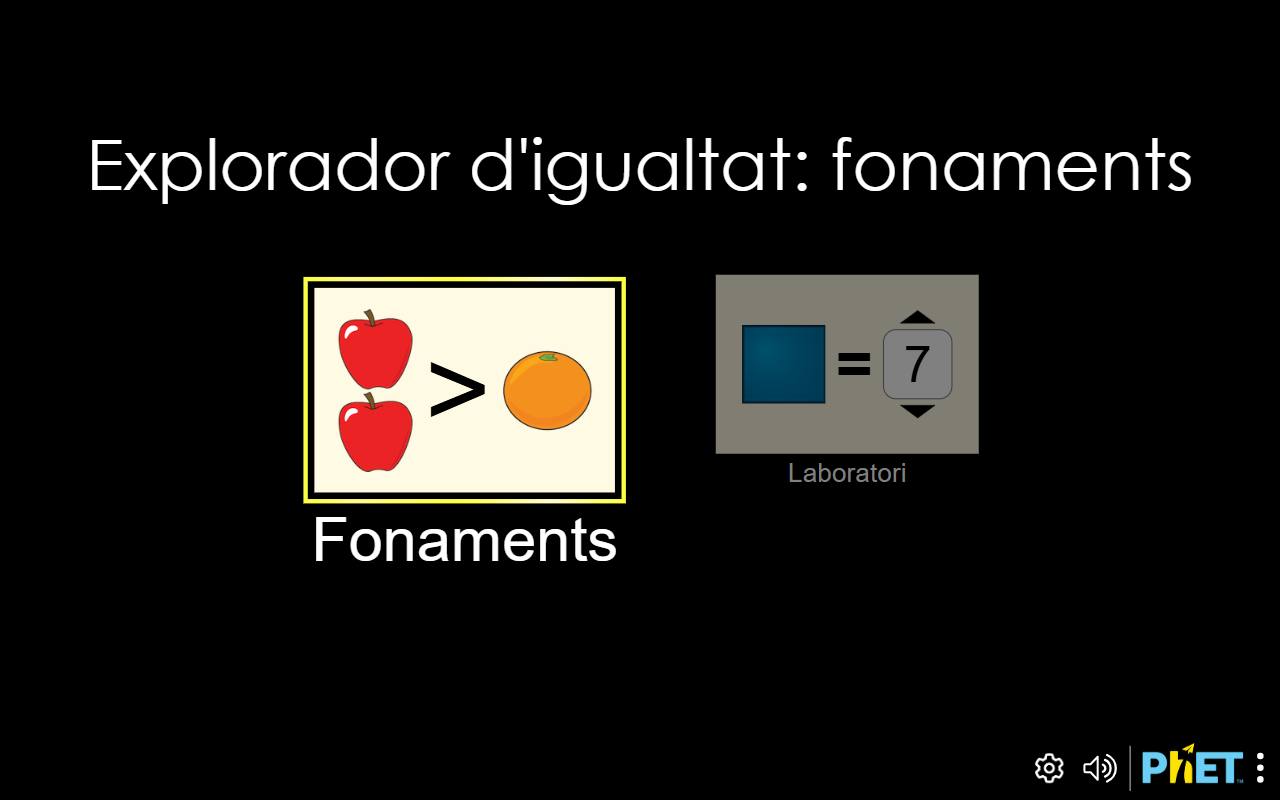 Explorador d'igualtat: fonaments
>
= 7
Fonaments
Laboratori
PhET